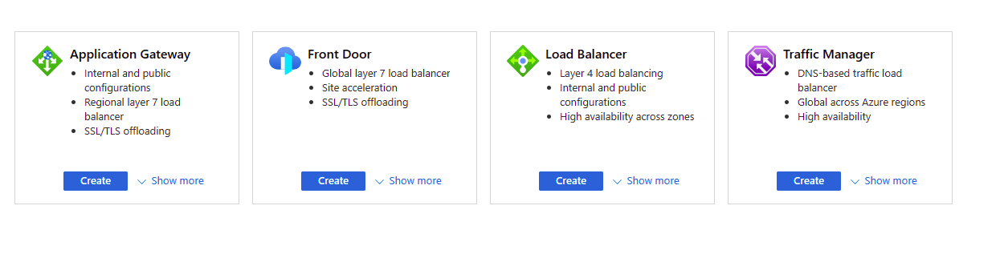 Application Gateway
Internal and public
configurations
Regional layer 7 load
balancer
SSL/TLS offloading
Create
Show more
Front Door
Global layer 7 load balancer
Site acceleration
SSL/TLS offloading
Create
Show more
Load Balancer
Layer 4 load balancing
Internal and public
configurations
High availability across zones
Create
Show more
Traffic Manager
DNS-based traffic load
balancer
Global across Azure regions
High availability
Create
Show more